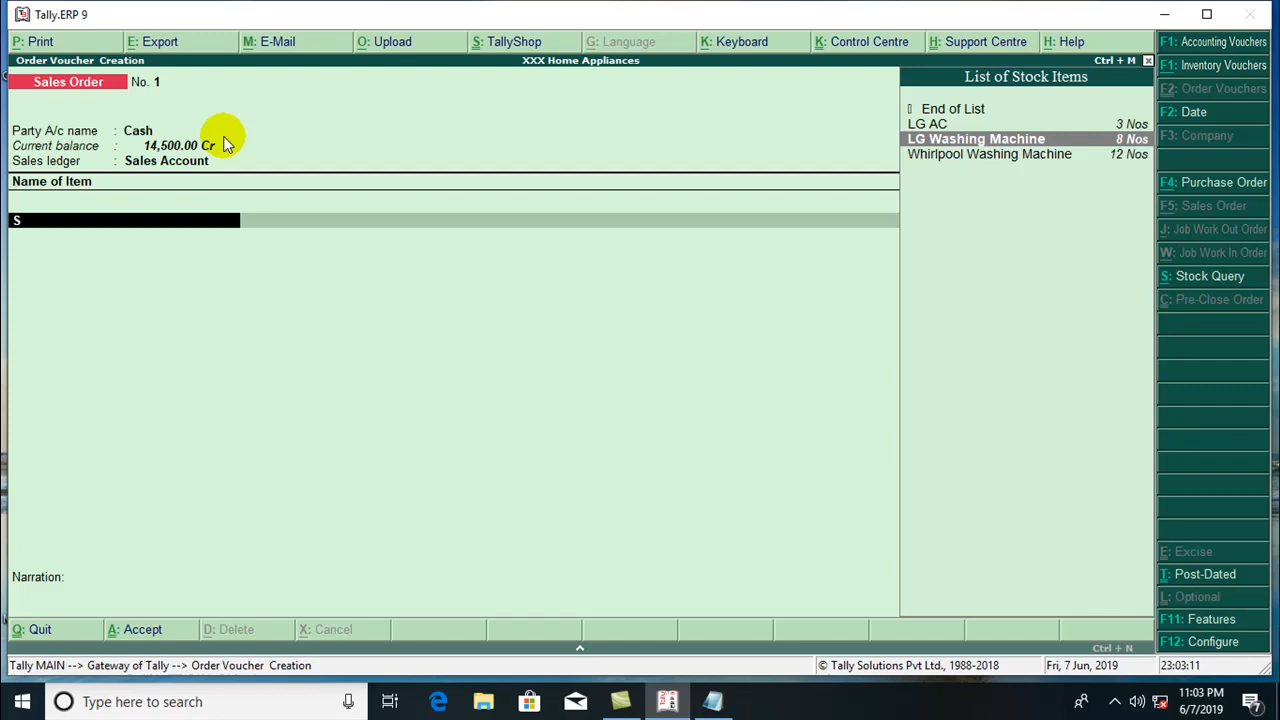 Tally.ERP 9
P: Print E: Export M: E-Mail O: Upload S: TallyShop G: Language K: Keyboard K: Control Centre H: Support Centre H: Help
Order Voucher Creation XXX Home Appliances Ctrl + M
Sales Order No. 1
Party A/c name : Cash
Current balance : 14,500.00 Cr
Sales ledger : Sales Account
Name of Item
S
Narration:
List of Stock Items
End of List
LG AC 3 Nos
LG Washing Machine 8 Nos
Whirlpool Washing Machine 12 Nos
F1: Accounting Vouchers
F1: Inventory Vouchers
F2: Order Vouchers
F2: Date
F3: Company
F4: Purchase Order
F5: Sales Order
J: Job Work Out Order
W: Job Work In Order
S: Stock Query
C: Pre-Close Order
E: Excise
T: Post-Dated
L: Optional
F11: Features
F12: Configure
Q: Quit A: Accept D: Delete X: Cancel
Ctrl + N
Tally MAIN --> Gateway of Tally --> Order Voucher Creation © Tally Solutions Pvt Ltd., 1988-2018 Fri, 7 Jun, 2019 23:03:11
Type here to search
11:03 PM
6/7/2019
7